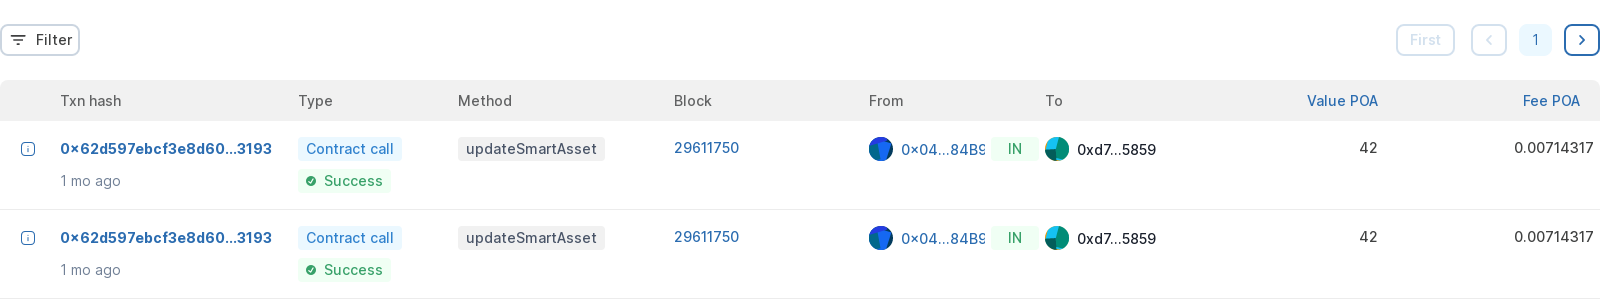 Filter First 1
Txn hash Type Method Block From To Value POA Fee POA
0x62d597ebcf3e8d60...3193 Contract call updateSmartAsset 29611750 0x04...84B9 IN 0xd7...5859 42 0.00714317
1 mo ago Success
0x62d597ebcf3e8d60...3193 Contract call updateSmartAsset 29611750 0x04...84B9 IN 0xd7...5859 42 0.00714317
1 mo ago Success